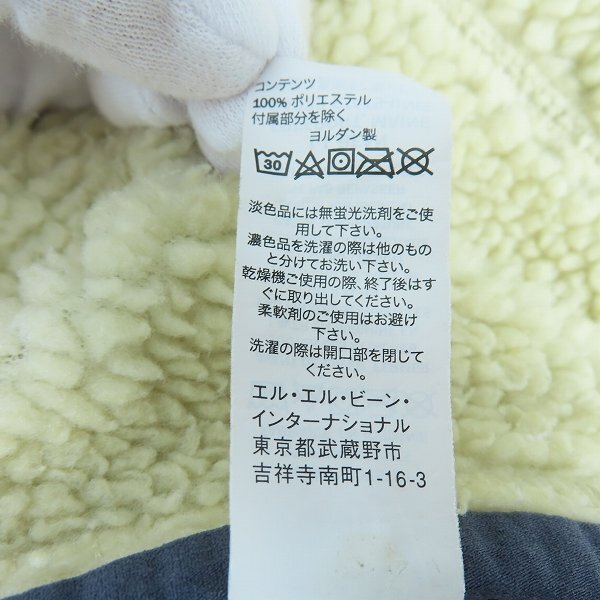 コンテンツ
100% ポリエステル
付属部分を除く
ヨルダン製
30
淡色品には無蛍光洗剤をご使
用して下さい。
濃色品を洗濯の際は他のもの
と分けてお洗い下さい。
乾燥機ご使用の際、終了後はす
ぐに取り出してください。
柔軟剤のご使用はお避け
下さい。
洗濯の際は開口部を閉じて
ください。
エル・エル・ビーン・
インターナショナル
東京都武蔵野市
吉祥寺南町1-16-3